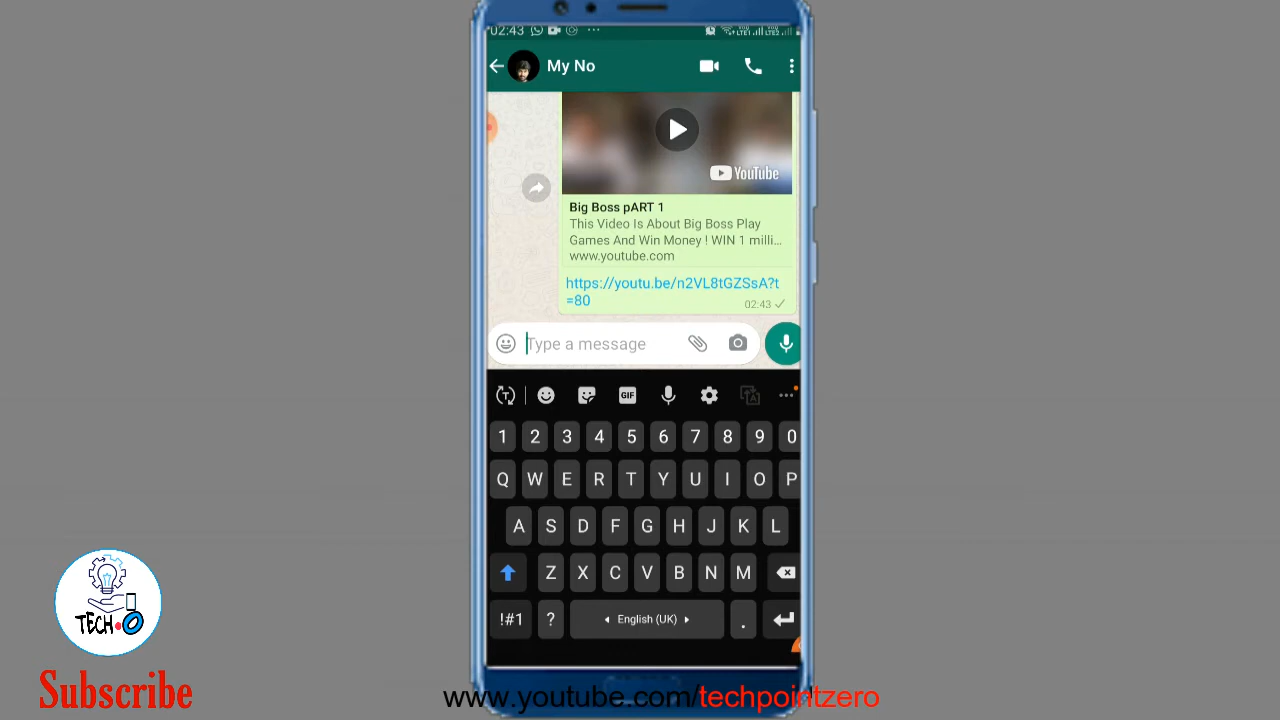 02:43
My No
YouTube
Big Boss pART 1
This Video Is About Big Boss Play
Games And Win Money ! WIN 1 milli...
www.youtube.com
https://youtu.be/n2VL8tGZSsA?t
=80
02:43
Type a message
GIF
1 2 3 4 5 6 7 8 9 0
Q W E R T Y U I O P
A S D F G H J K L
Z X C V B N M
!#1 ? English (UK) .
TECH
Subscribe
www.youtube.com/techpointzero